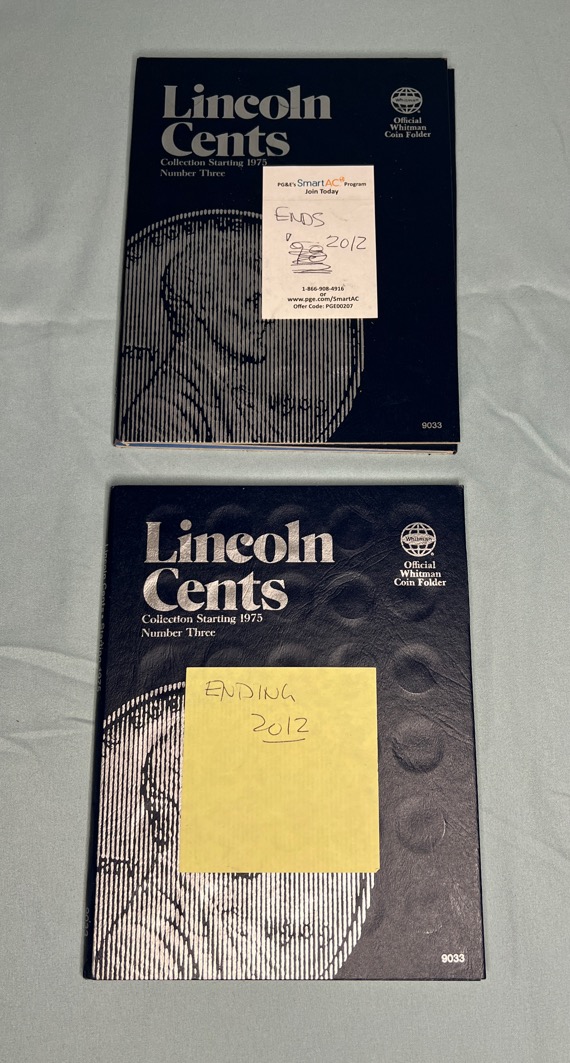 Lincoln
Cents
Collection Starting 1975
Number Three
Whitman
Official
Whitman
Coin Folder
PG&E's SmartAC Program
Join Today
ENDS
2012
1-866-908-4916
or
www.pge.com/SmartAC
Offer Code: PGE00207
9033
Lincoln
Cents
Collection Starting 1975
Number Three
Whitman
Official
Whitman
Coin Folder
ENDING
2012
9033